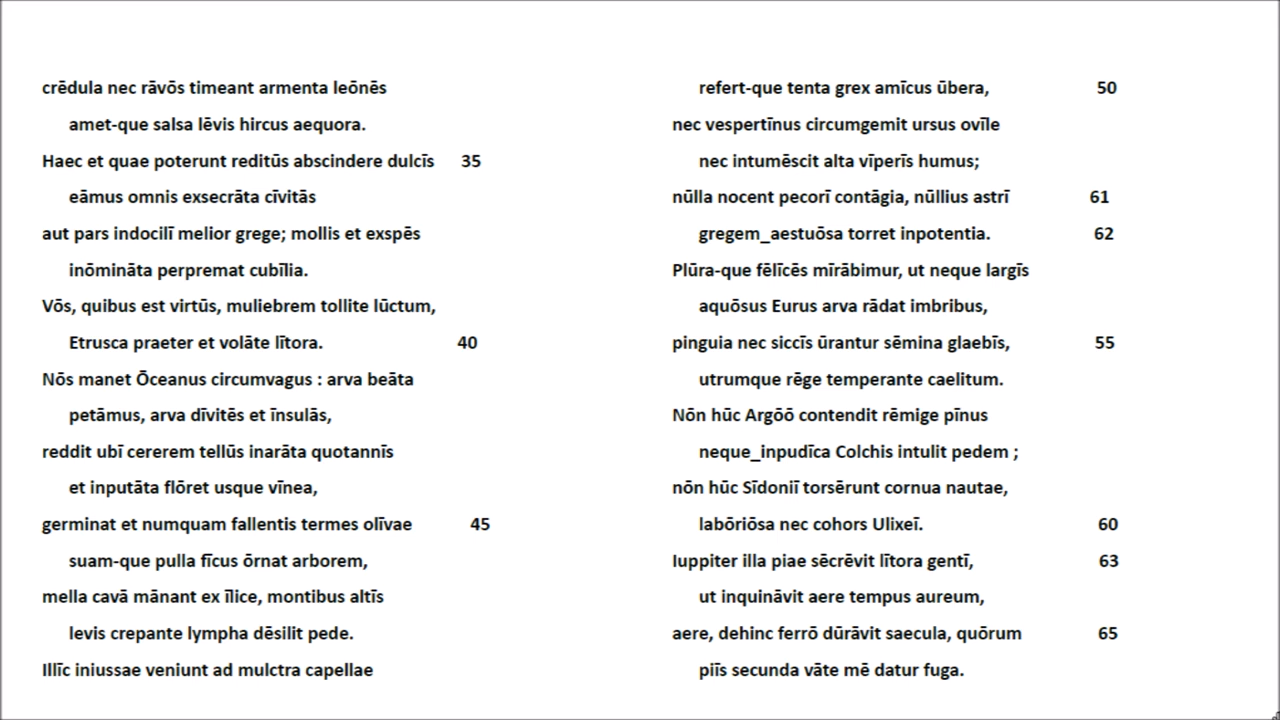 crēdula nec rāvōs timeant armenta leōnēs
amet-que salsa lēvis hircus aequora.
Haec et quae poterunt reditūs abscindere dulcīs 35
eāmus omnis exsecrāta cīvitās
aut pars indocilī melior grege; mollis et exspēs
inōmināta perpremat cubīlia.
Vōs, quibus est virtūs, muliebrem tollite lūctum,
Etrusca praeter et volāte lītora. 40
Nōs manet Ōceanus circumvagus : arva beāta
petāmus, arva dīvitēs et īnsulās,
reddit ubī cererem tellūs inarāta quotannīs
et inputāta flōret usque vīnea,
germinat et numquam fallentis termes olīvae 45
suam-que pulla fīcus ōrnat arborem,
mella cavā mānant ex īlice, montibus altīs
levis crepante lympha dēsilit pede.
Illīc iniussae veniunt ad mulctra capellae
refert-que tenta grex amīcus ūbera, 50
nec vespertīnus circumgemit ursus ovīle
nec intumēscit alta vīperīs humus;
nūlla nocent pecorī contāgia, nūllius astrī 61
gregem_aestuōsa torret inpotentia. 62
Plūra-que fēlīcēs mīrābimur, ut neque largīs
aquōsus Eurus arva rādat imbribus,
pinguia nec siccīs ūrantur sēmina glaebīs, 55
utrumque rēge temperante caelitum.
Nōn hūc Argōō contendit rēmige pīnus
neque_inpudīca Colchis intulit pedem ;
nōn hūc Sīdoniī torsērunt cornua nautae,
labōriōsa nec cohors Ulixeī. 60
Iuppiter illa piae sēcrēvit lītora gentī, 63
ut inquināvit aere tempus aureum,
aere, dehinc ferrō dūrāvit saecula, quōrum 65
piīs secunda vāte mē datur fuga.